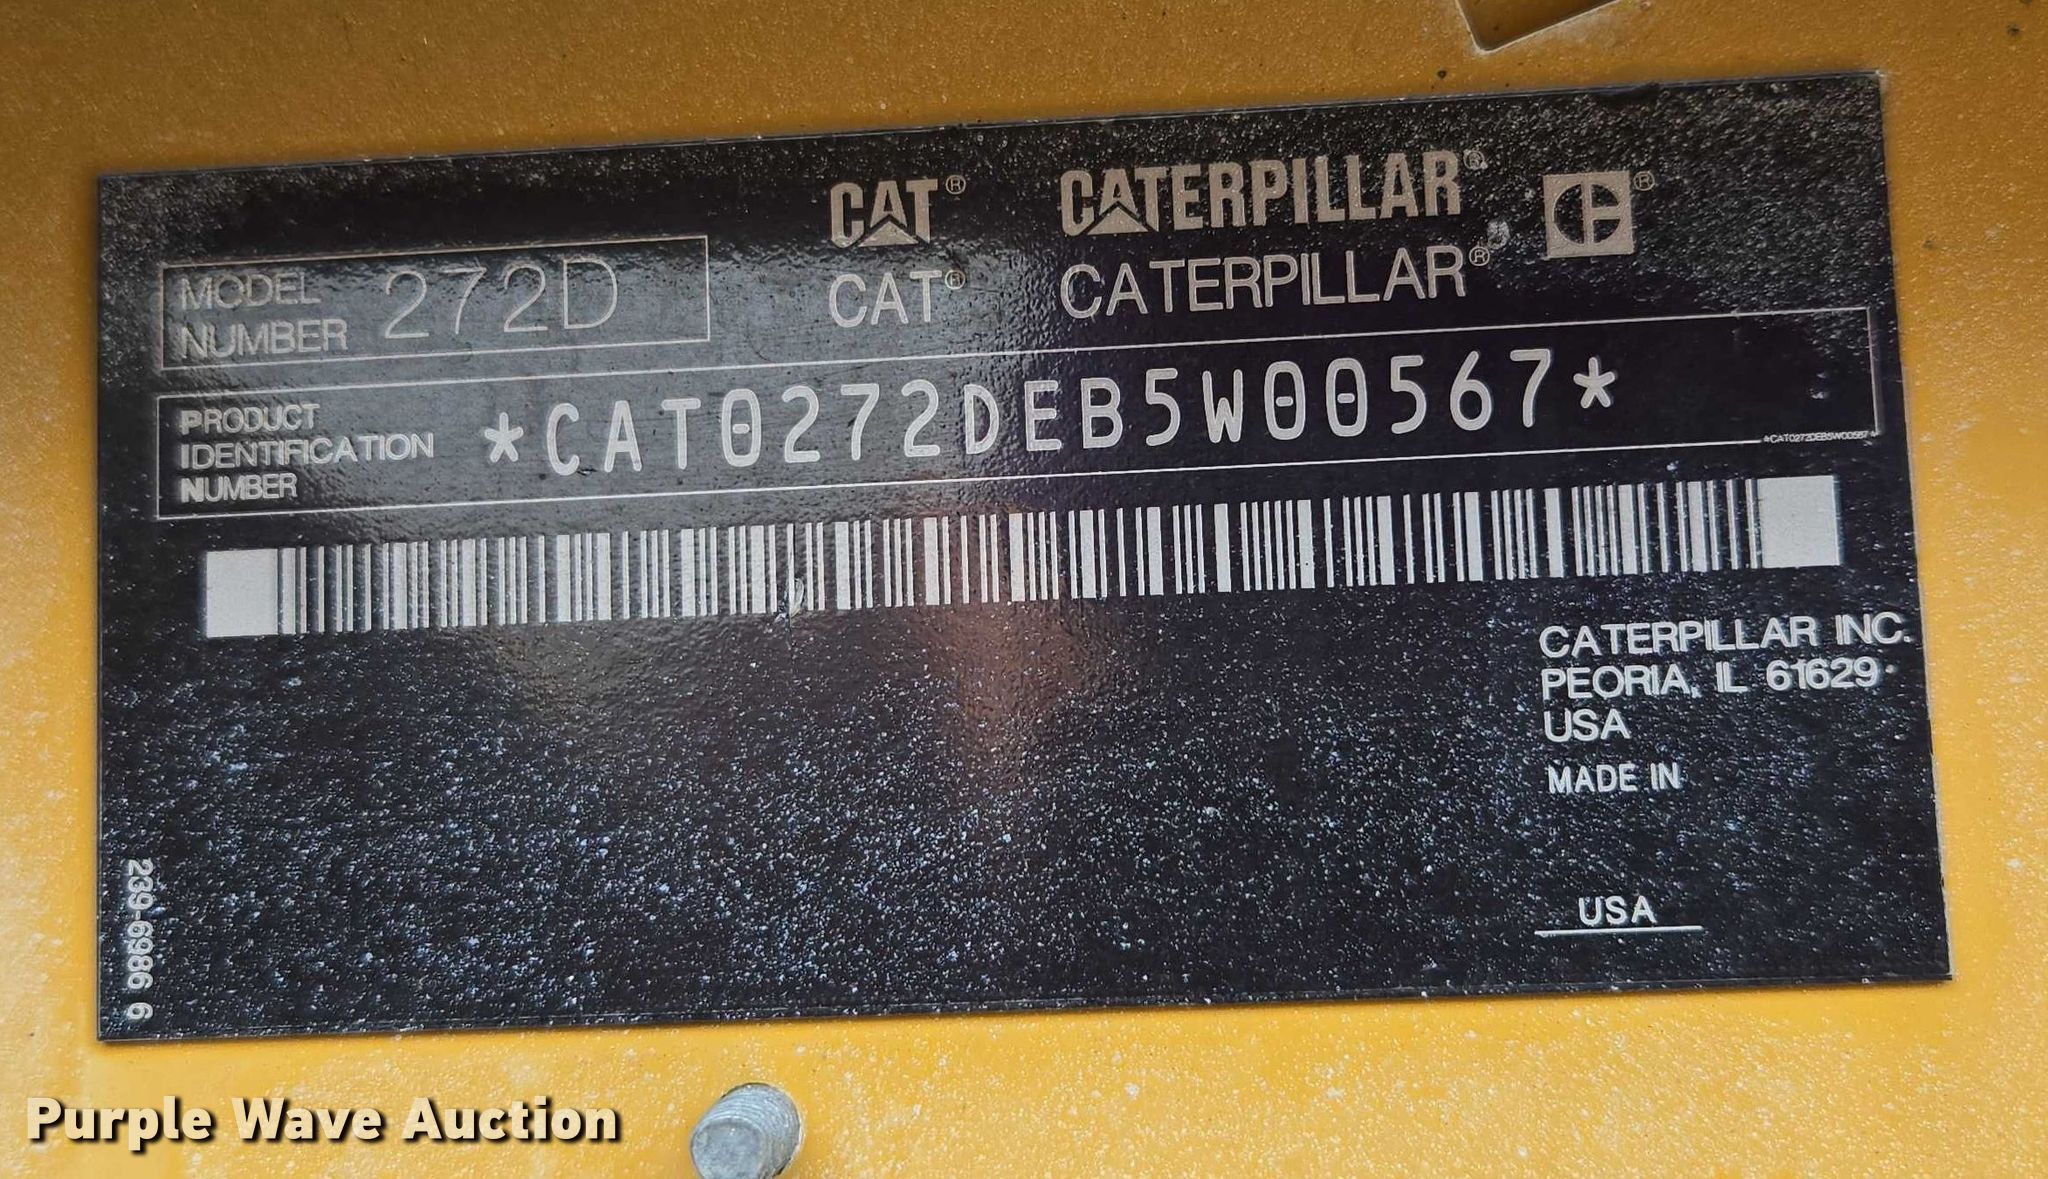 CAT® CATERPILLAR® ®
CAT® CATERPILLAR®
MODEL
NUMBER 272D
PRODUCT
IDENTIFICATION
NUMBER
*CAT0272DEB5W00567*
*CAT0272DEB5W00567*
CATERPILLAR INC.
PEORIA, IL 61629
USA
MADE IN
USA
239-6986 6
Purple Wave Auction